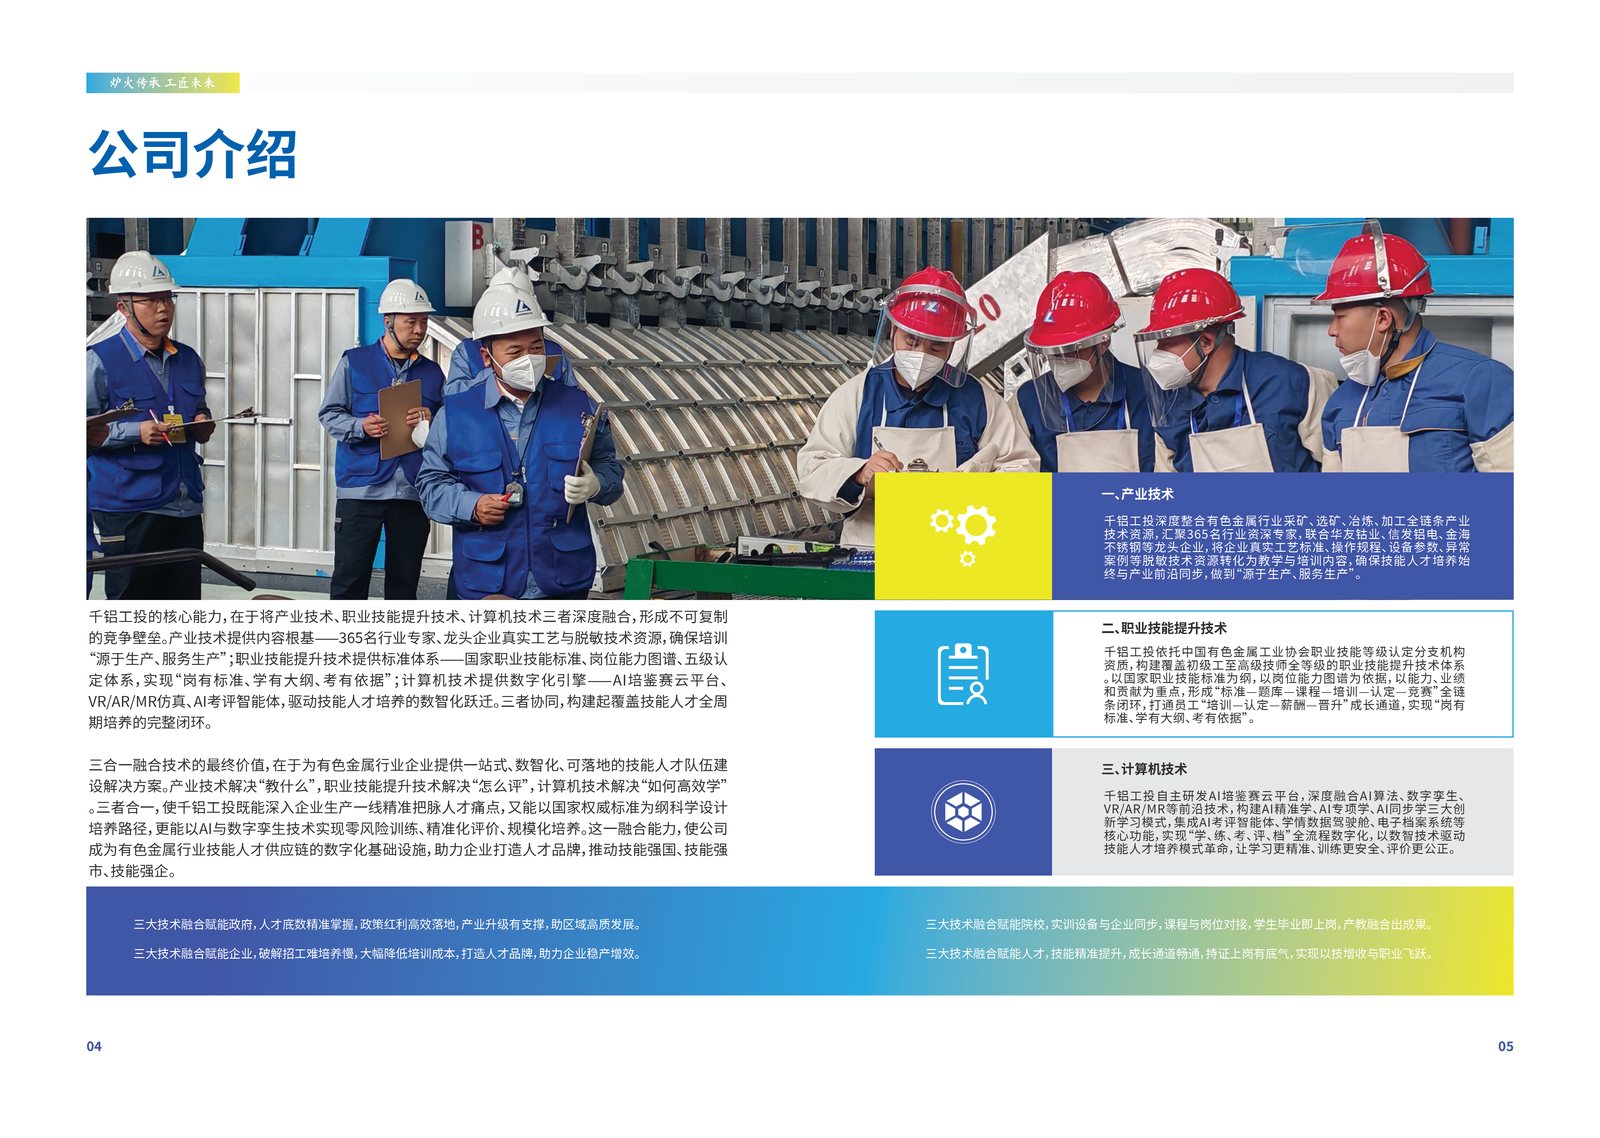 炉火传承 工匠未来
公司介绍
B
20
千铝工投的核心能力，在于将产业技术、职业技能提升技术、计算机技术三者深度融合，形成不可复制
的竞争壁垒。产业技术提供内容根基——365名行业专家、龙头企业真实工艺与脱敏技术资源，确保培训
“源于生产、服务生产”；职业技能提升技术提供标准体系——国家职业技能标准、岗位能力图谱、五级认
定体系，实现“岗有标准、学有大纲、考有依据”；计算机技术提供数字化引擎——AI培鉴赛云平台、
VR/AR/MR仿真、AI考评智能体，驱动技能人才培养的数智化跃迁。三者协同，构建起覆盖技能人才全周
期培养的完整闭环。
三合一融合技术的最终价值，在于为有色金属行业企业提供一站式、数智化、可落地的技能人才队伍建
设解决方案。产业技术解决“教什么”，职业技能提升技术解决“怎么评”，计算机技术解决“如何高效学”
。三者合一，使千铝工投既能深入企业生产一线精准把脉人才痛点，又能以国家权威标准为纲科学设计
培养路径，更能以AI与数字孪生技术实现零风险训练、精准化评价、规模化培养。这一融合能力，使公司
成为有色金属行业技能人才供应链的数字化基础设施，助力企业打造人才品牌，推动技能强国、技能强
市、技能强企。
一、产业技术
千铝工投深度整合有色金属行业采矿、选矿、冶炼、加工全链条产业
技术资源，汇聚365名行业资深专家，联合华友钴业、信发铝电、金海
不锈钢等龙头企业，将企业真实工艺标准、操作规程、设备参数、异常
案例等脱敏技术资源转化为教学与培训内容，确保技能人才培养始
终与产业前沿同步，做到“源于生产、服务生产”。
二、职业技能提升技术
千铝工投依托中国有色金属工业协会职业技能等级认定分支机构
资质，构建覆盖初级工至高级技师全等级的职业技能提升技术体系
。以国家职业技能标准为纲，以岗位能力图谱为依据，以能力、业绩
和贡献为重点，形成“标准—题库—课程—培训—认定—竞赛”全链
条闭环，打通员工“培训—认定—薪酬—晋升”成长通道，实现“岗有
标准、学有大纲、考有依据”。
三、计算机技术
千铝工投自主研发AI培鉴赛云平台，深度融合AI算法、数字孪生、
VR/AR/MR等前沿技术，构建AI精准学、AI专项学、AI同步学三大创
新学习模式，集成AI考评智能体、学情数据驾驶舱、电子档案系统等
核心功能，实现“学、练、考、评、档”全流程数字化，以数智技术驱动
技能人才培养模式革命，让学习更精准、训练更安全、评价更公正。
三大技术融合赋能政府，人才底数精准掌握，政策红利高效落地，产业升级有支撑，助区域高质发展。
三大技术融合赋能企业，破解招工难培养慢，大幅降低培训成本，打造人才品牌，助力企业稳产增效。
三大技术融合赋能院校，实训设备与企业同步，课程与岗位对接，学生毕业即上岗，产教融合出成果。
三大技术融合赋能人才，技能精准提升，成长通道畅通，持证上岗有底气，实现以技增收与职业飞跃。
04
05